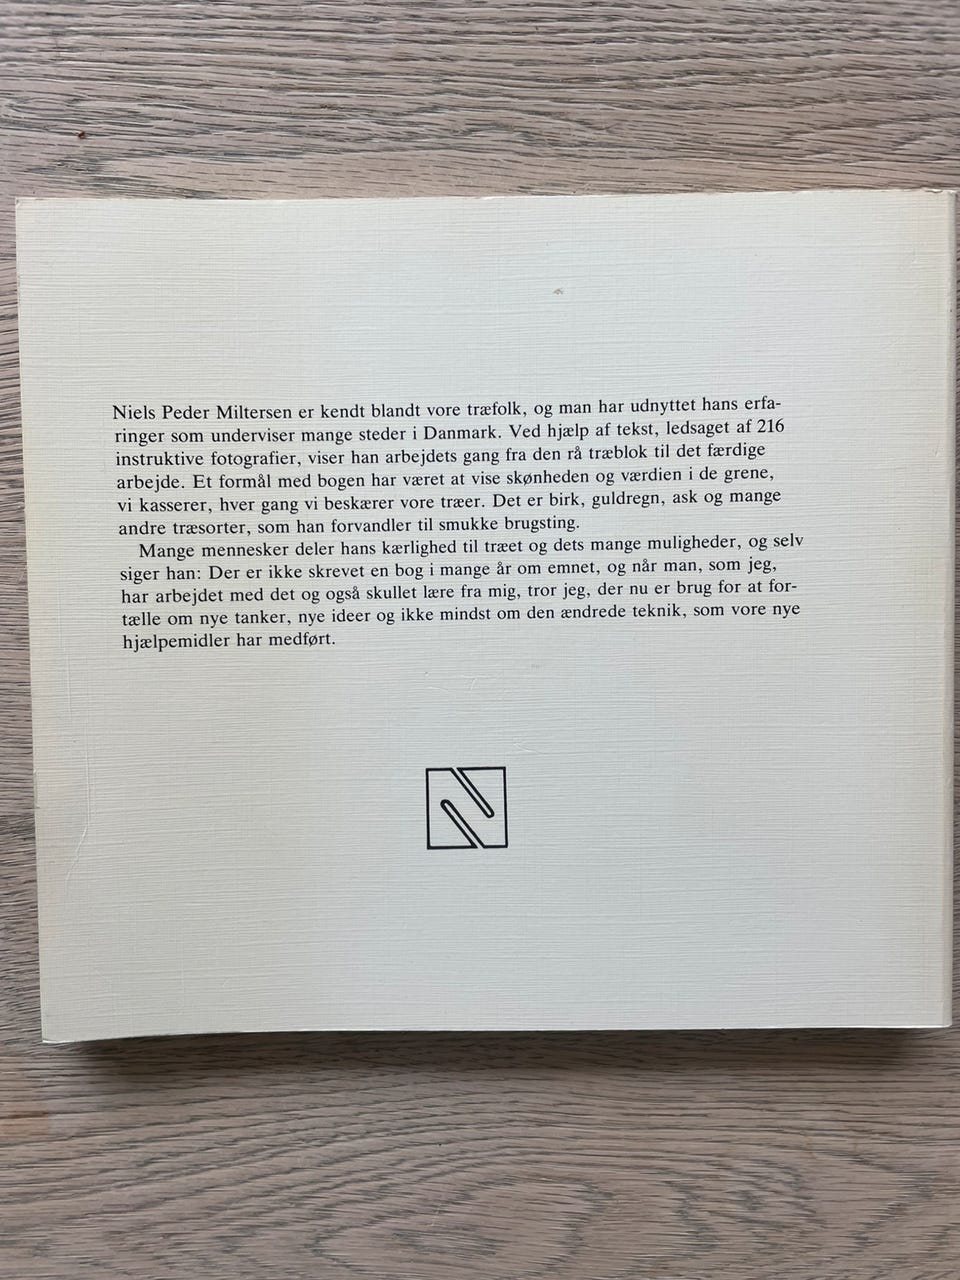 Niels Peder Miltersen er kendt blandt vore træfolk, og man har udnyttet hans erfa-
ringer som underviser mange steder i Danmark. Ved hjælp af tekst, ledsaget af 216
instruktive fotografier, viser han arbejdets gang fra den rå træblok til det færdige
arbejde. Et formål med bogen har været at vise skønheden og værdien i de grene,
vi kasserer, hver gang vi beskærer vore træer. Det er birk, guldregn, ask og mange
andre træsorter, som han forvandler til smukke brugsting.
Mange mennesker deler hans kærlighed til træet og dets mange muligheder, og selv
siger han: Der er ikke skrevet en bog i mange år om emnet, og når man, som jeg,
har arbejdet med det og også skullet lære fra mig, tror jeg, der nu er brug for at for-
tælle om nye tanker, nye ideer og ikke mindst om den ændrede teknik, som vore nye
hjælpemidler har medført.